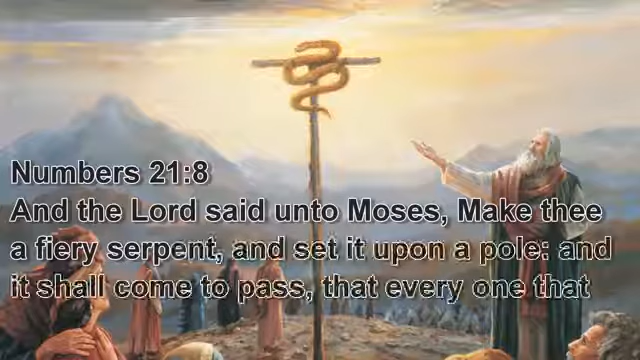 Numbers 21:8
And the Lord said unto Moses, Make thee
a fiery serpent, and set it upon a pole: and
it shall come to pass, that every one that